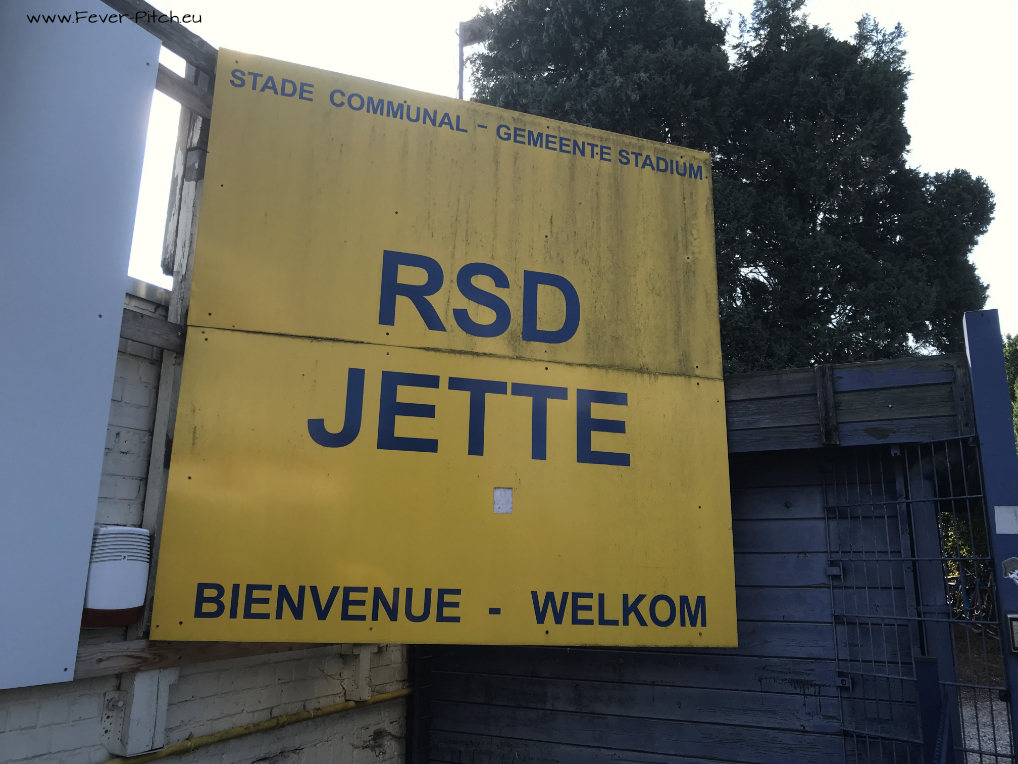 www.Fever-Pitch.eu
STADE COMMUNAL - GEMEENTE STADIUM
RSD
JETTE
BIENVENUE - WELKOM